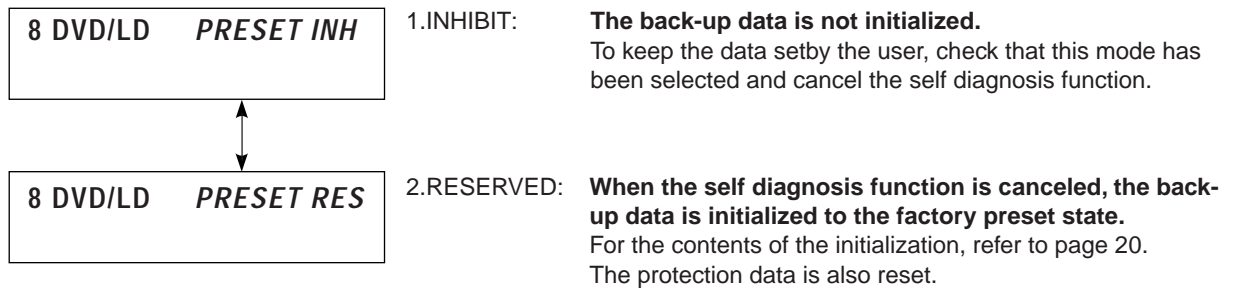 8 DVD/LD PRESET INH
1.INHIBIT: The back-up data is not initialized.
To keep the data setby the user, check that this mode has
been selected and cancel the self diagnosis function.
8 DVD/LD PRESET RES
2.RESERVED: When the self diagnosis function is canceled, the back-
up data is initialized to the factory preset state.
For the contents of the initialization, refer to page 20.
The protection data is also reset.